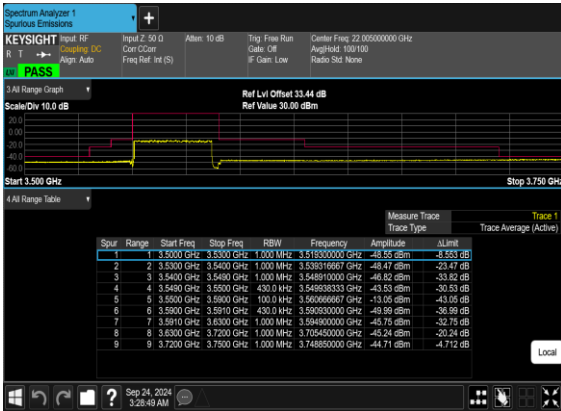 Spectrum Analyzer 1
Spurious Emissions
+
KEYSIGHT Input: RF Input Z: 50 Ω Atten: 10 dB Trig: Free Run Center Freq: 22.005000000 GHz
R T Coupling: DC Corr CCorr Gate: Off Avg|Hold: 100/100
Align: Auto Freq Ref: Int (S) IF Gain: Low Radio Std: None
PASS
3 All Range Graph
Ref Lvl Offset 33.44 dB
Scale/Div 10.0 dB Ref Value 30.00 dBm
20.0
0.00
-20.0
-40.0
-60.0
Start 3.500 GHz Stop 3.750 GHz
4 All Range Table
Measure Trace Trace 1
Trace Type Trace Average (Active)
Spur Range Start Freq Stop Freq RBW Frequency Amplitude ΔLimit
1 1 3.5000 GHz 3.5300 GHz 1.000 MHz 3.519300000 GHz -48.55 dBm -8.553 dB
2 2 3.5300 GHz 3.5400 GHz 1.000 MHz 3.539316667 GHz -48.47 dBm -23.47 dB
3 3 3.5400 GHz 3.5490 GHz 1.000 MHz 3.548910000 GHz -46.82 dBm -33.82 dB
4 4 3.5490 GHz 3.5500 GHz 430.0 kHz 3.549938333 GHz -43.53 dBm -30.53 dB
5 5 3.5500 GHz 3.5900 GHz 100.0 kHz 3.560666667 GHz -13.05 dBm -43.05 dB
6 6 3.5900 GHz 3.5910 GHz 430.0 kHz 3.590930000 GHz -49.99 dBm -36.99 dB
7 7 3.5910 GHz 3.6300 GHz 1.000 MHz 3.594900000 GHz -45.75 dBm -32.75 dB
8 8 3.6300 GHz 3.7200 GHz 1.000 MHz 3.705450000 GHz -45.24 dBm -20.24 dB
9 9 3.7200 GHz 3.7500 GHz 1.000 MHz 3.748850000 GHz -44.71 dBm -4.712 dB
Local
?
Sep 24, 2024
3:28:49 AM